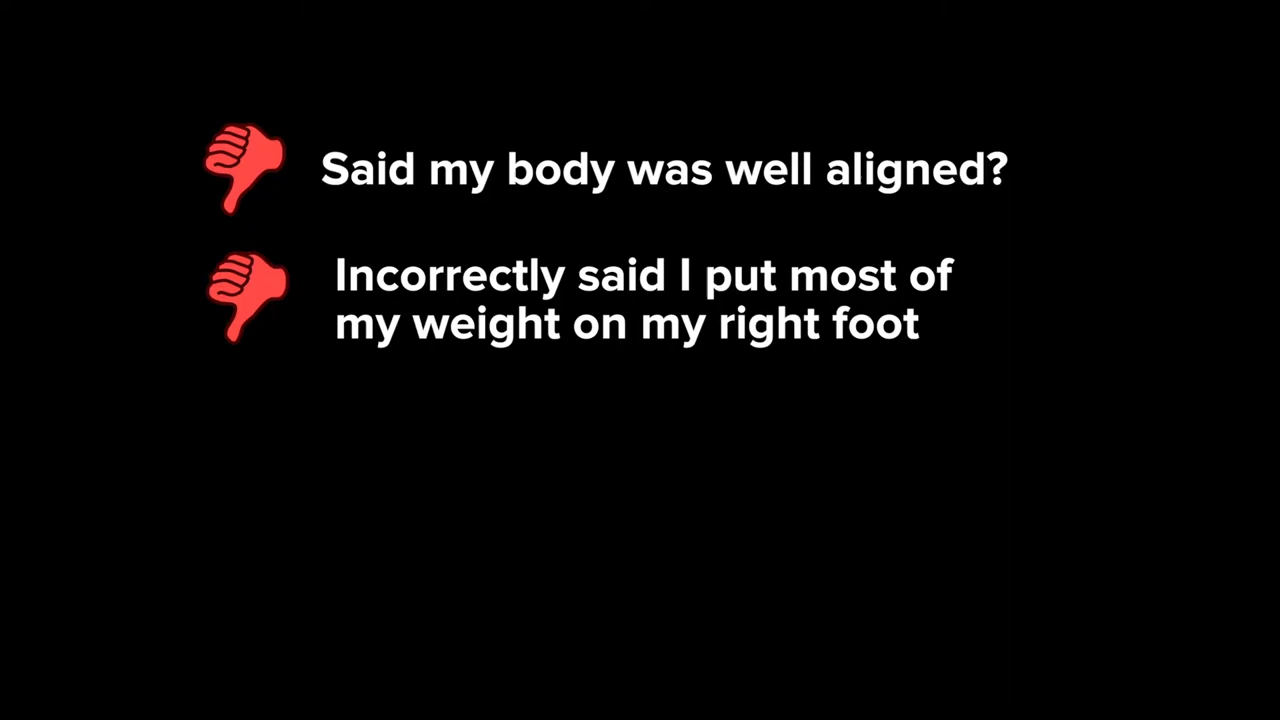 Said my body was well aligned?
Incorrectly said I put most of
my weight on my right foot